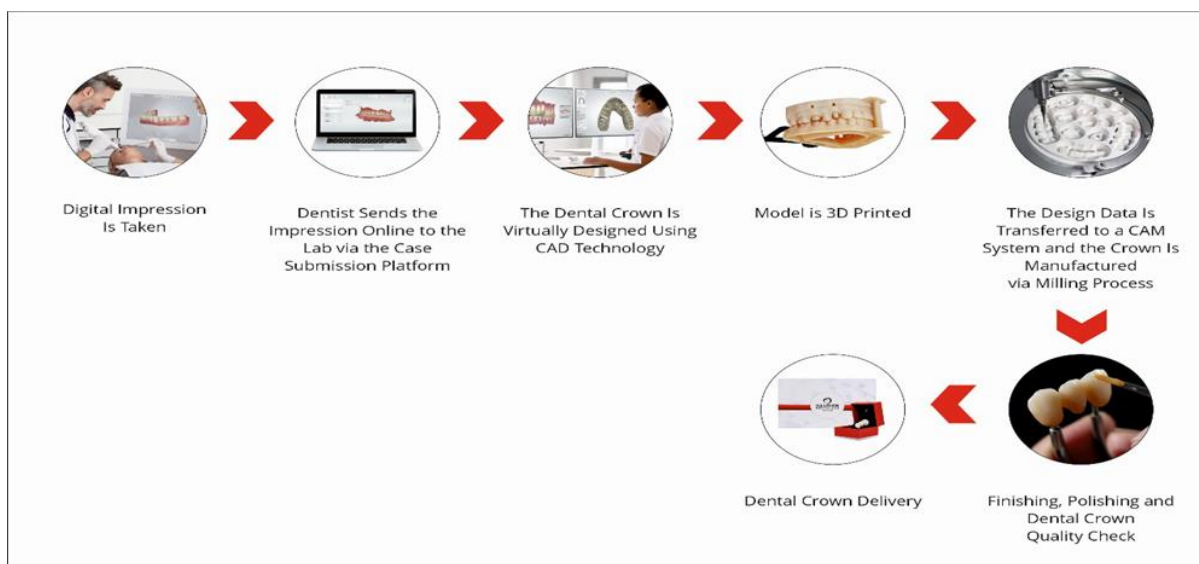 Digital Impression
Is Taken
Dentist Sends the
Impression Online to the
Lab via the Case
Submission Platform
The Dental Crown Is
Virtually Designed Using
CAD Technology
Model is 3D Printed
The Design Data Is
Transferred to a CAM
System and the Crown Is
Manufactured
via Milling Process
Finishing, Polishing and
Dental Crown
Quality Check
Dental Crown Delivery